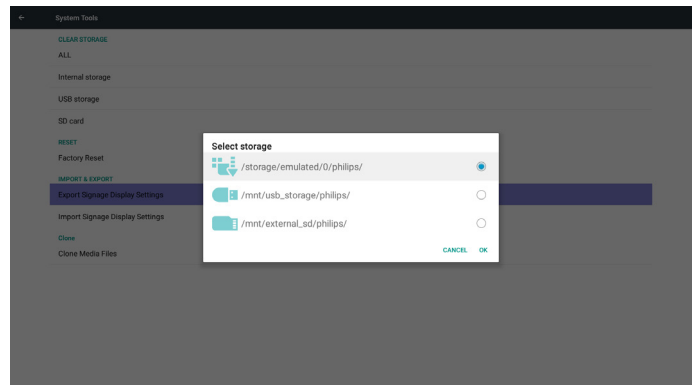 System Tools
CLEAR STORAGE
ALL
Internal storage
USB storage
SD card
RESET
Factory Reset
IMPORT & EXPORT
Export Signage Display Settings
Import Signage Display Settings
Clone
Clone Media Files
Select storage
/storage/emulated/0/philips/
/mnt/usb_storage/philips/
/mnt/external_sd/philips/
CANCEL OK